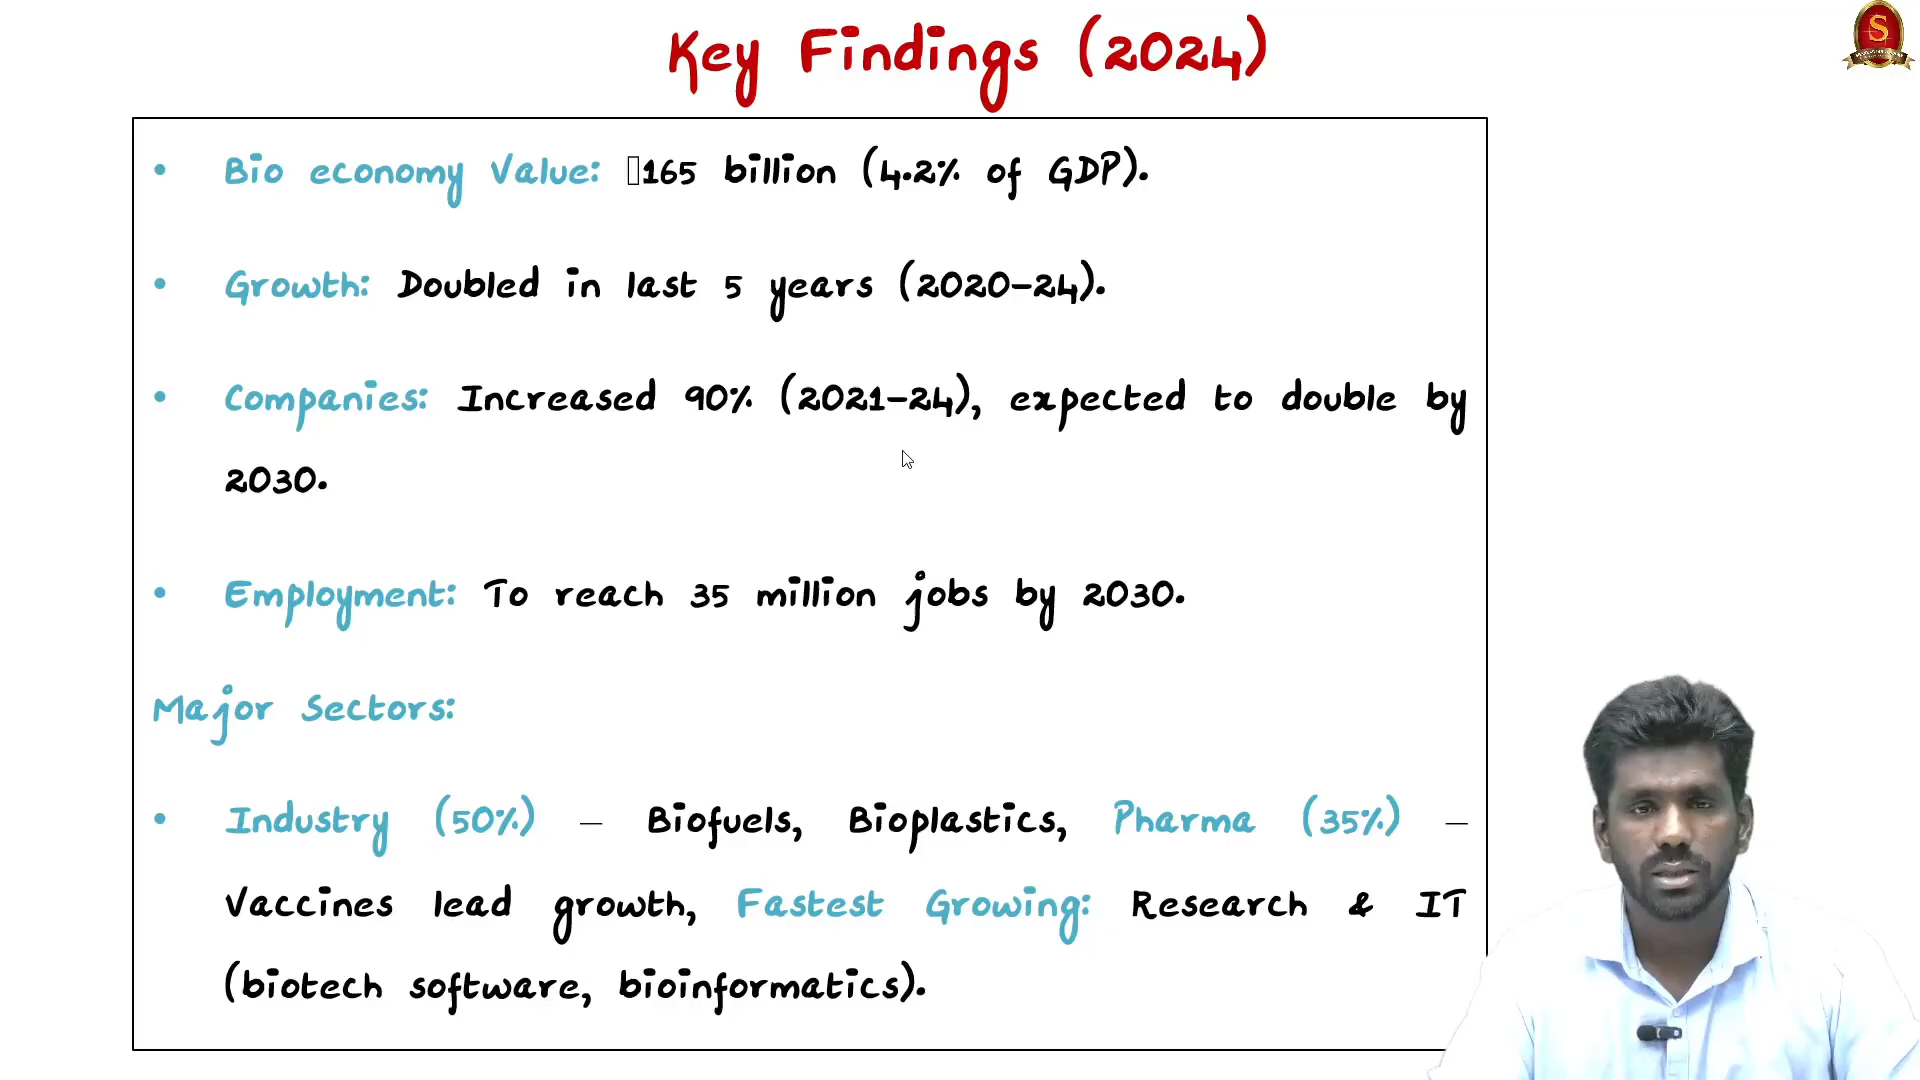 Key Findings (2024)
• Bio economy Value: 165 billion (4.2% of GDP).
• Growth: Doubled in last 5 years (2020-24).
• Companies: Increased 90% (2021-24), expected to double by
2030.
• Employment: To reach 35 million jobs by 2030.
Major Sectors:
• Industry (50%) – Biofuels, Bioplastics, Pharma (35%) –
Vaccines lead growth, Fastest Growing: Research & IT
(biotech software, bioinformatics).
S